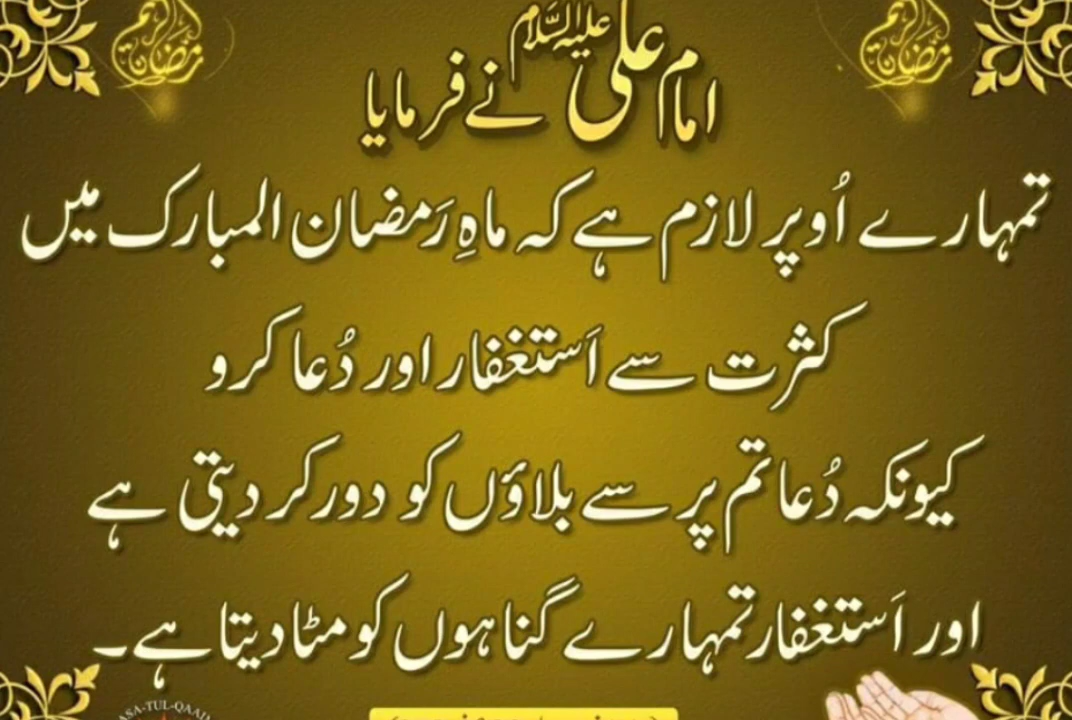 امام علی علیہ السلام نے فرمایا
تمہارے اُوپر لازم ہے کہ ماہِ رَمضان المبارک میں
کثرت سے اَستغفار اور دُعا کرو
کیونکہ دُعا تم پر سے بلاؤں کو دور کر دیتی ہے
اور اَستغفار تمہارے گناہوں کو مٹا دیتا ہے۔